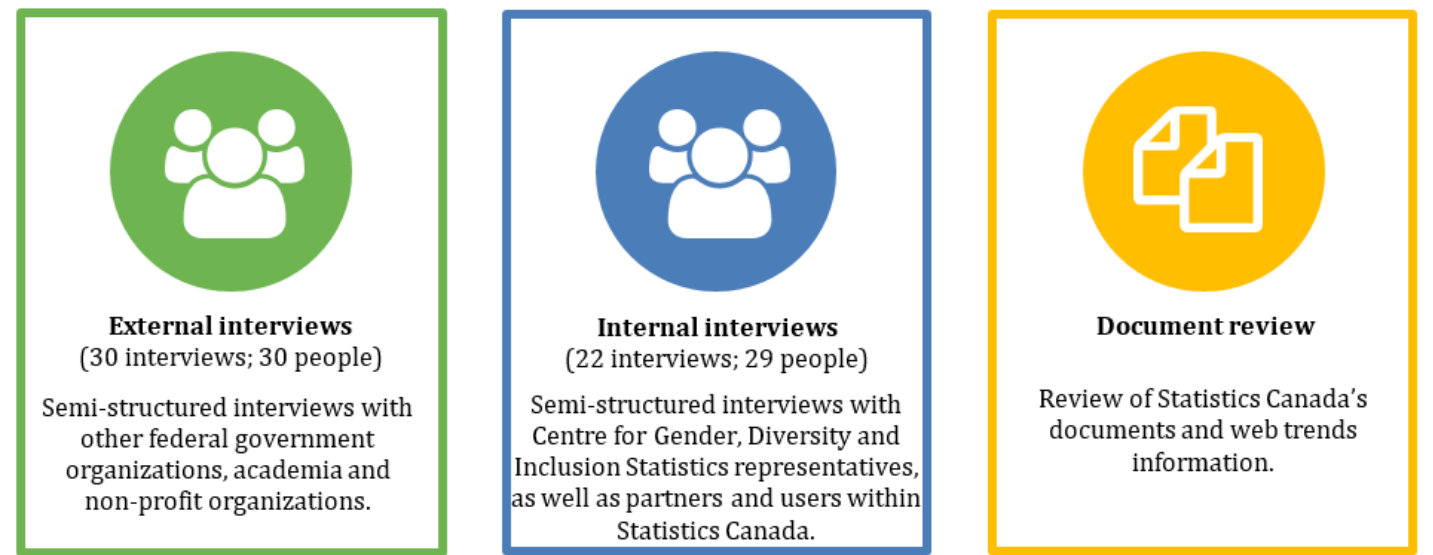 External interviews
(30 interviews; 30 people)
Semi-structured interviews with
other federal government
organizations, academia and
non-profit organizations.
Internal interviews
(22 interviews; 29 people)
Semi-structured interviews with
Centre for Gender, Diversity and
Inclusion Statistics representatives,
as well as partners and users within
Statistics Canada.
Document review
Review of Statistics Canada’s
documents and web trends
information.